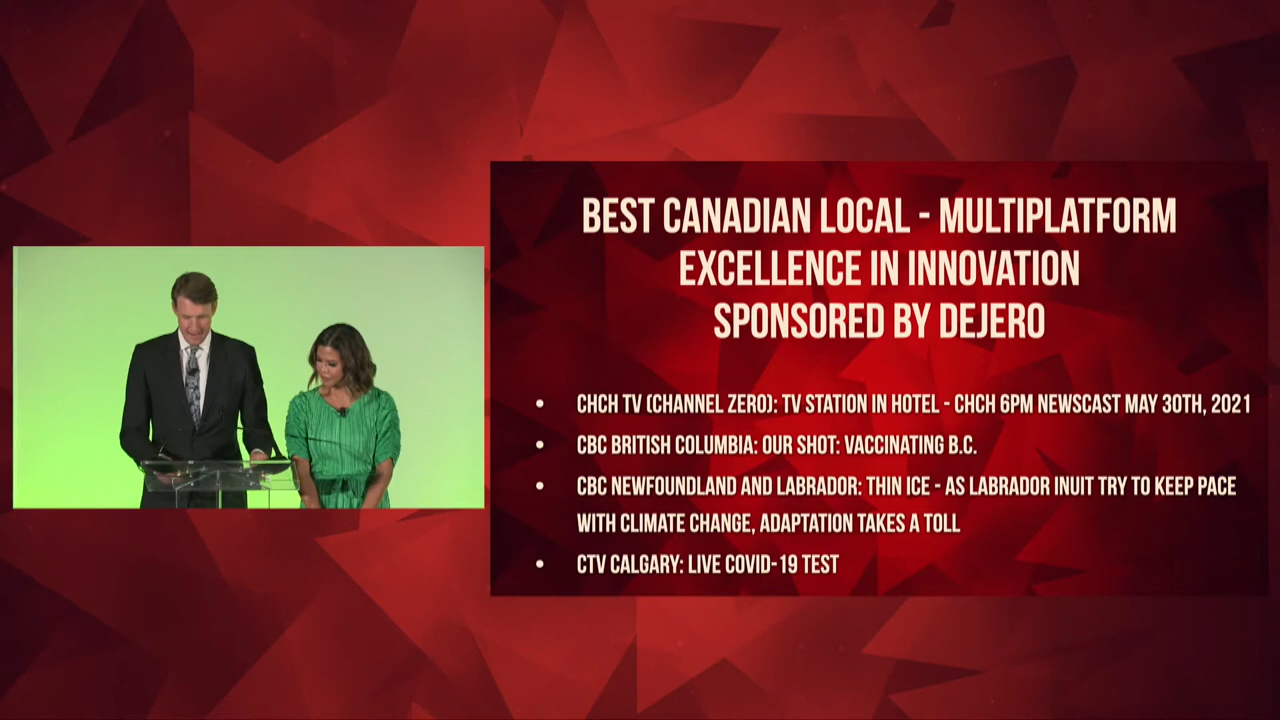 BEST CANADIAN LOCAL - MULTIPLATFORM
EXCELLENCE IN INNOVATION
SPONSORED BY DEJERO
• CHCH TV (CHANNEL ZERO): TV STATION IN HOTEL - CHCH 6PM NEWSCAST MAY 30TH, 2021
• CBC BRITISH COLUMBIA: OUR SHOT: VACCINATING B.C.
• CBC NEWFOUNDLAND AND LABRADOR: THIN ICE - AS LABRADOR INUIT TRY TO KEEP PACE
WITH CLIMATE CHANGE, ADAPTATION TAKES A TOLL
• CTV CALGARY: LIVE COVID-19 TEST